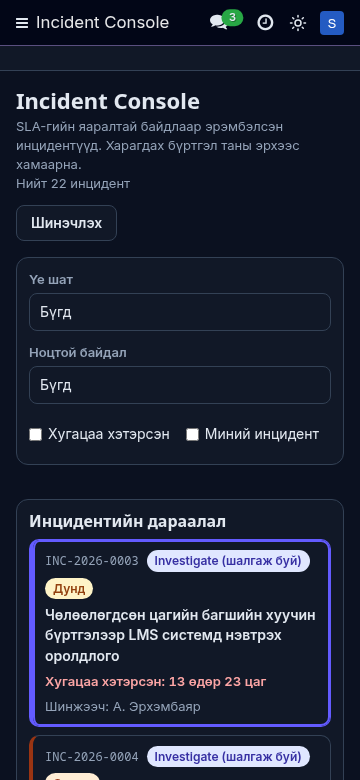 Incident Console
3
S
Incident Console
SLA-гийн яаралтай байдлаар эрэмбэлсэн
инцидентүүд. Харагдах бүртгэл таны эрхээс
хамаарна.
Нийт 22 инцидент
Шинэчлэх
Үе шат
Бүгд
Ноцтой байдал
Бүгд
Хугацаа хэтэрсэн
Миний инцидент
Инцидентийн дараалал
INC-2026-0003 Investigate (шалгаж буй)
Дунд
Чөлөөлөгдсөн цагийн багшийн хуучин
бүртгэлээр LMS системд нэвтрэх
оролдлого
Хугацаа хэтэрсэн: 13 өдөр 23 цаг
Шинжээч: А. Эрхэмбаяр
INC-2026-0004 Investigate (шалгаж буй)